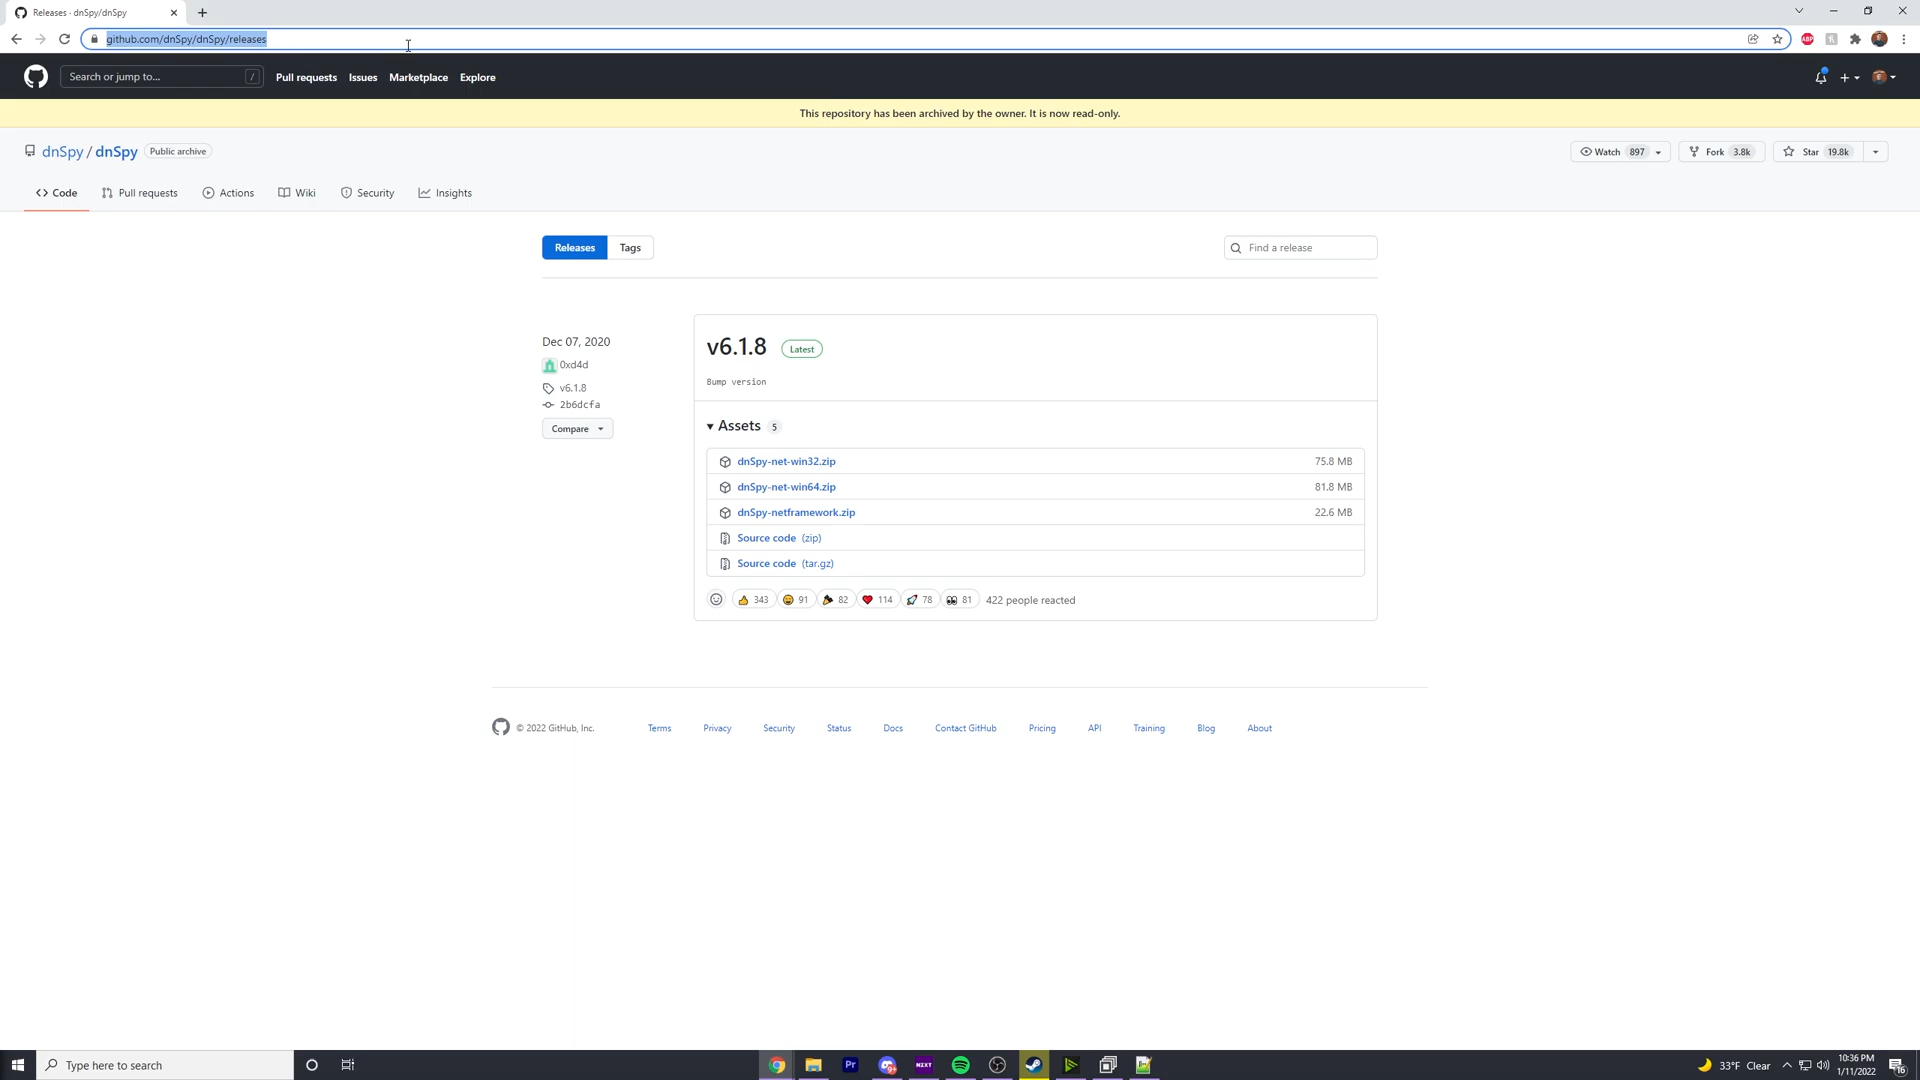 Releases · dnSpy/dnSpy
github.com/dnSpy/dnSpy/releases
ABP
Search or jump to...
/
Pull requests
Issues
Marketplace
Explore
This repository has been archived by the owner. It is now read-only.
dnSpy / dnSpy
Public archive
Watch 897
Fork 3.8k
Star 19.8k
Code
Pull requests
Actions
Wiki
Security
Insights
Releases
Tags
Find a release
Dec 07, 2020
0xd4d
v6.1.8
2b6dcfa
Compare
v6.1.8
Latest
Bump version
Assets 5
dnSpy-net-win32.zip 75.8 MB
dnSpy-net-win64.zip 81.8 MB
dnSpy-netframework.zip 22.6 MB
Source code (zip)
Source code (tar.gz)
343 91 82 114 78 81 422 people reacted
© 2022 GitHub, Inc. Terms Privacy Security Status Docs Contact GitHub Pricing API Training Blog About
Type here to search
Pr
9+
NZXT
33°F Clear
10:36 PM
1/11/2022
16